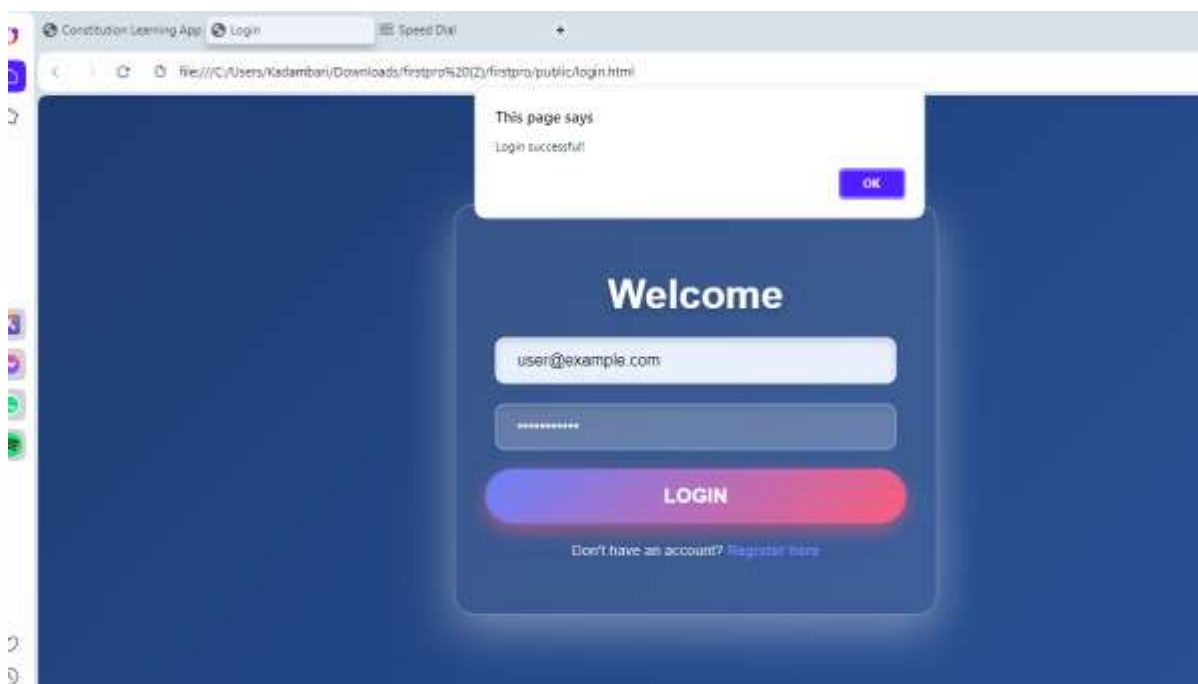 Constitution Learning App Login Speed Dial +
file:///C:/Users/Kadambari/Downloads/firstpro%20(2)/firstpro/public/login.html
This page says
Login successful!
OK
Welcome
user@example.com
•••••••••••
LOGIN
Don't have an account? Register here